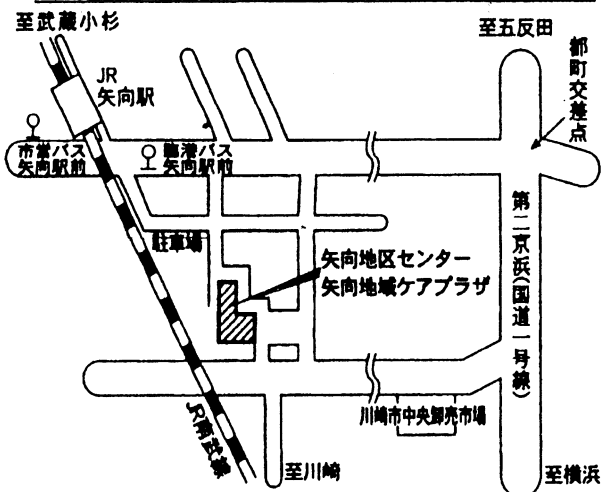 至武蔵小杉
至五反田
都町交差点
JR
矢向駅
市営バス
矢向駅前
臨港バス
矢向駅前
第二京浜(国道一号線)
駐車場
矢向地区センター
矢向地域ケアプラザ
川崎市中央卸売市場
JR南武線
至川崎
至横浜